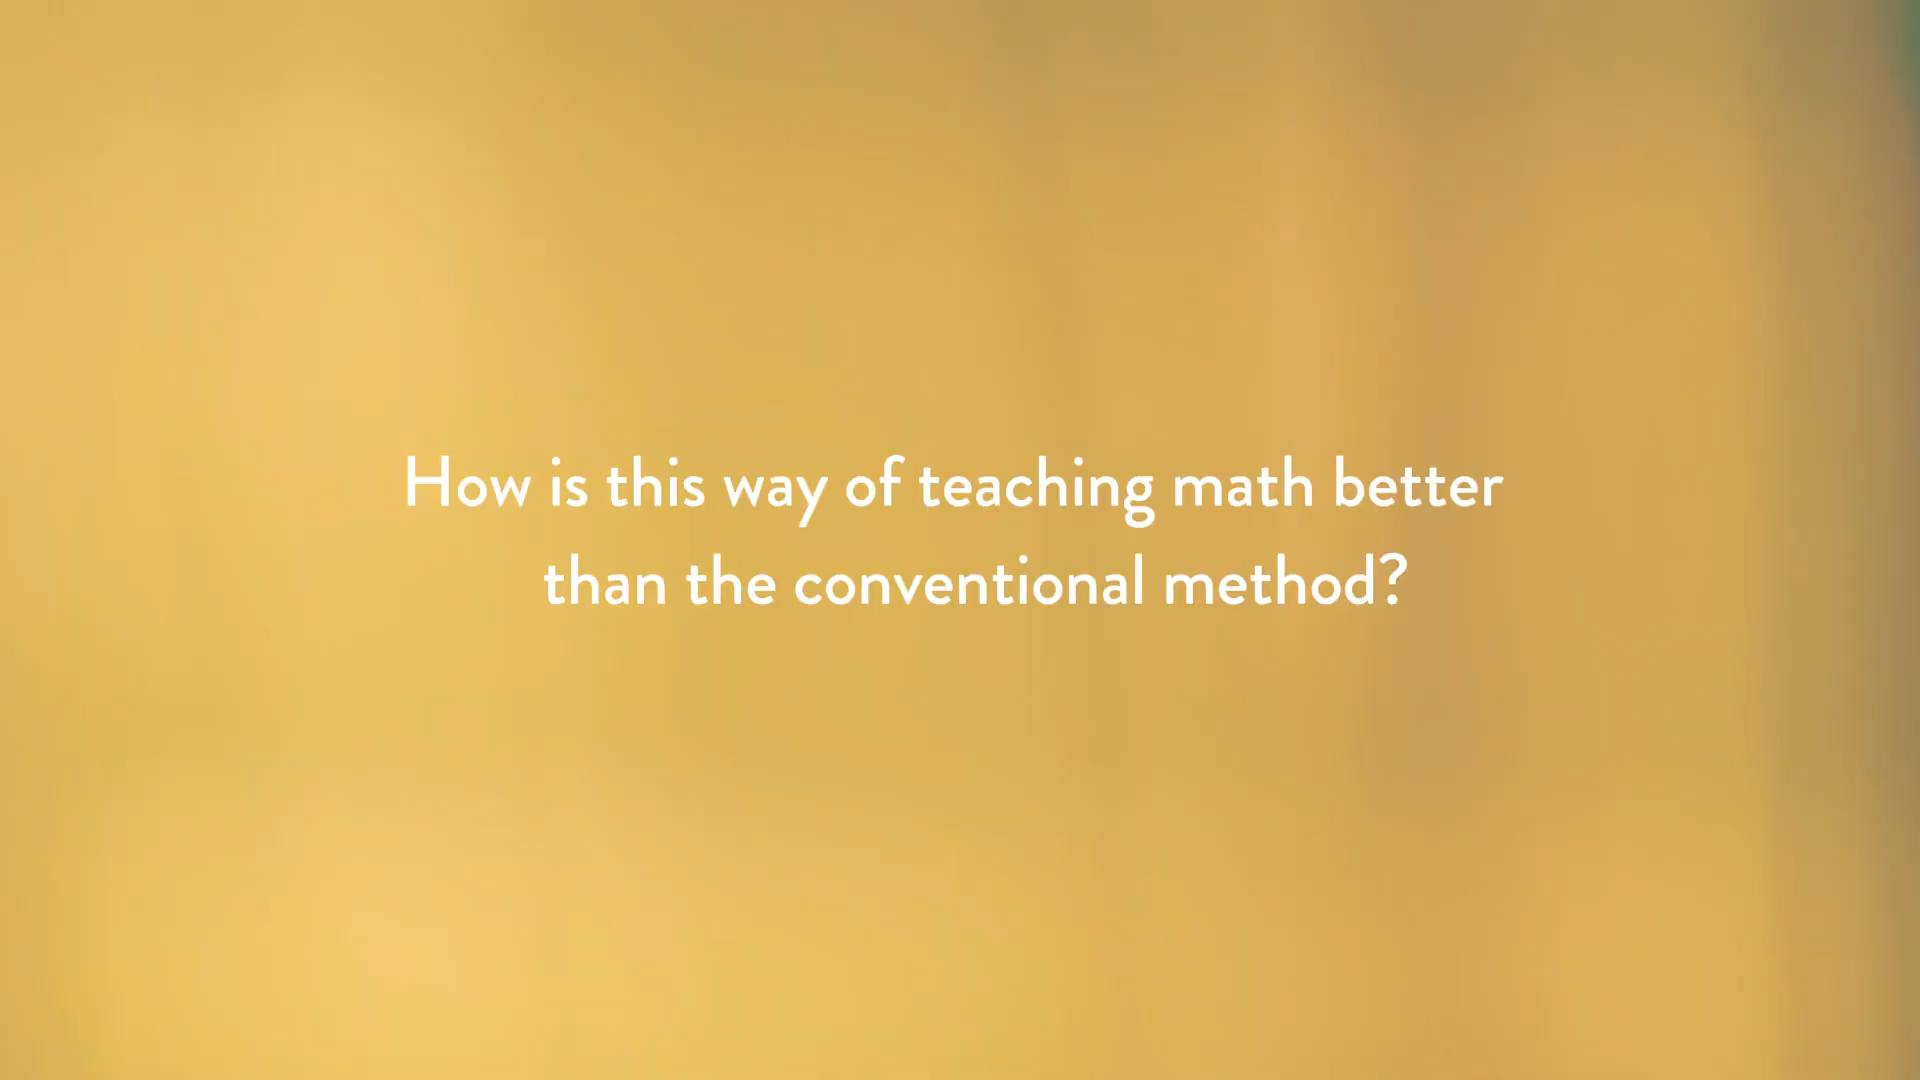 How is this way of teaching math better
than the conventional method?